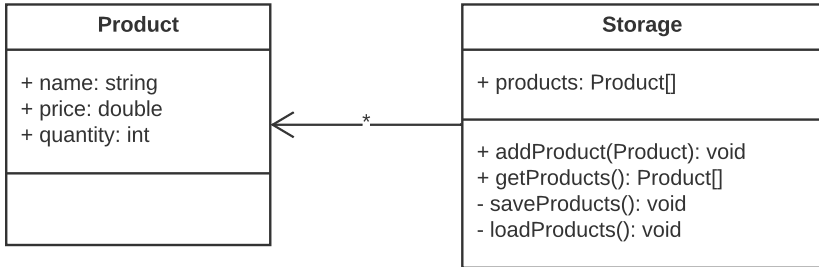 Product
+ name: string
+ price: double
+ quantity: int
*
Storage
+ products: Product[]
+ addProduct(Product): void
+ getProducts(): Product[]
- saveProducts(): void
- loadProducts(): void